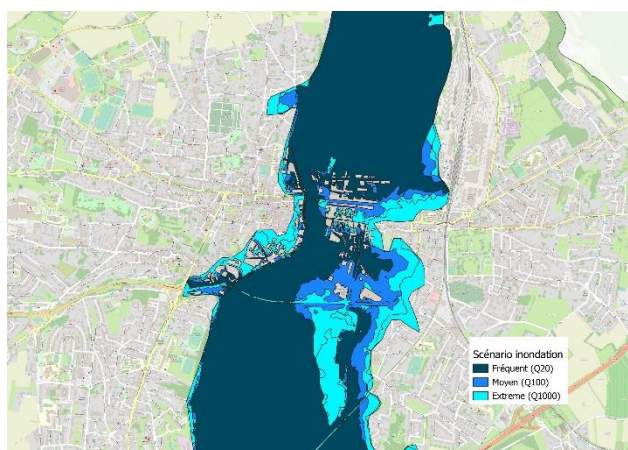 Scénario inondation
Fréquent (Q20)
Moyen (Q100)
Extreme (Q1000)